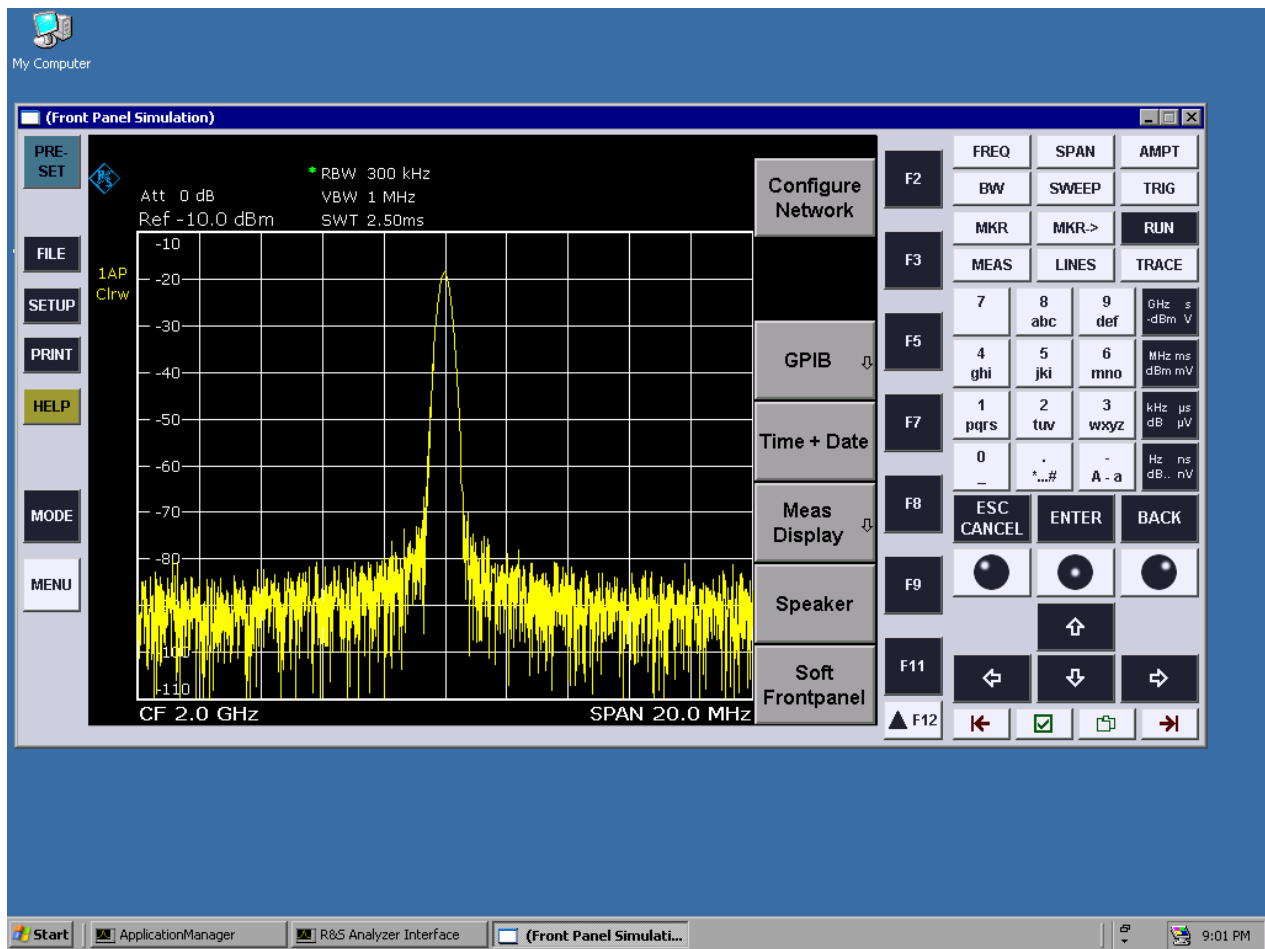 My Computer
(Front Panel Simulation)
PRE-
SET
FILE
SETUP
PRINT
HELP
MODE
MENU
R&S
Att 0 dB
Ref -10.0 dBm
* RBW 300 kHz
VBW 1 MHz
SWT 2.50ms
1AP
Clrw
-10
-20
-30
-40
-50
-60
-70
-80
-100
-110
CF 2.0 GHz
SPAN 20.0 MHz
Configure
Network
GPIB
Time + Date
Meas
Display
Speaker
Soft
Frontpanel
F2
F3
F5
F7
F8
F9
F11
F12
FREQ SPAN AMPT
BW SWEEP TRIG
MKR MKR-> RUN
MEAS LINES TRACE
7 8 9 GHz s
abc def -dBm V
4 5 6 MHz ms
ghi jkl mno dBm mV
1 2 3 kHz µs
pqrs tuv wxyz dB µV
0 . - Hz ns
_ *...# A - a dB.. nV
ESC
CANCEL
ENTER
BACK
Start
ApplicationManager
R&S Analyzer Interface
(Front Panel Simulati...
9:01 PM